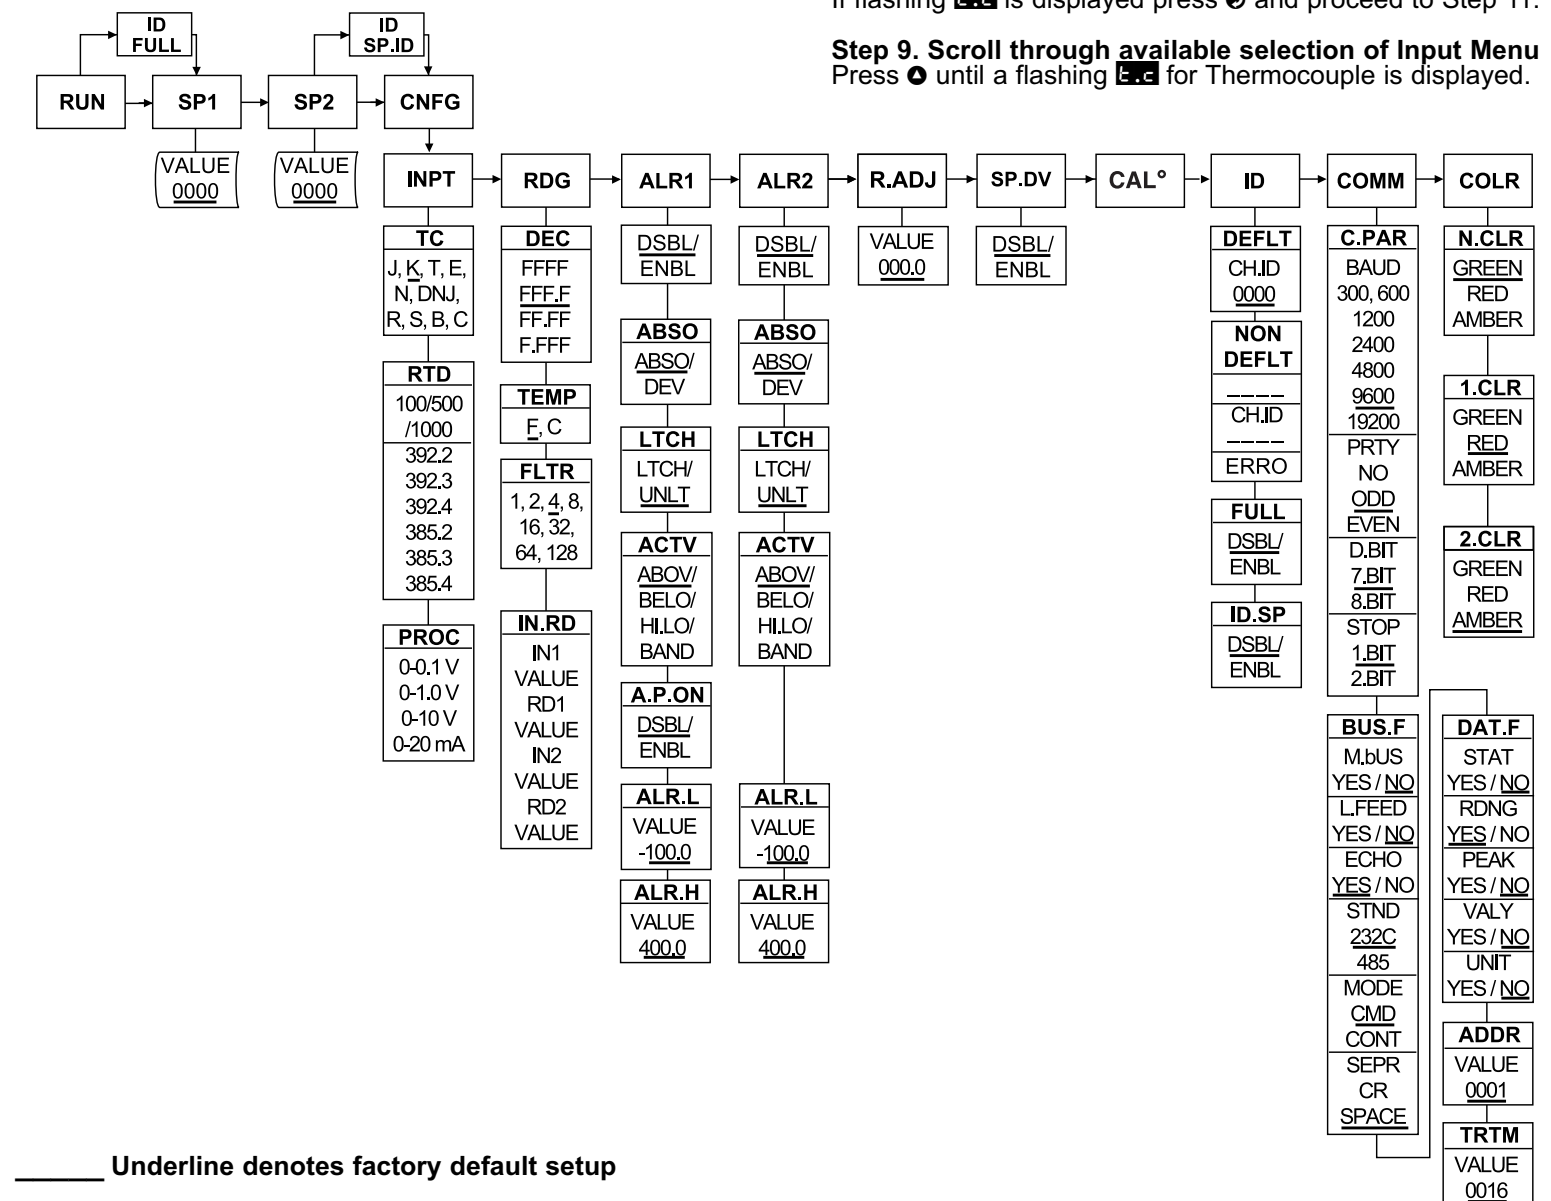 If flashing t.c is displayed press and proceed to Step 11.
Step 9. Scroll through available selection of Input Menu
Press until a flashing t.c for Thermocouple is displayed.
ID
FULL
ID
SP.ID
RUN
SP1
SP2
CNFG
VALUE
0000
VALUE
0000
INPT
RDG
ALR1
ALR2
R.ADJ
SP.DV
CAL°
ID
COMM
COLR
TC
J, K, T, E,
N, DNJ,
R, S, B, C
RTD
100/500
/1000
392.2
392.3
392.4
385.2
385.3
385.4
PROC
0-0.1 V
0-1.0 V
0-10 V
0-20 mA
DEC
FFFF
FFF.F
FF.FF
F.FFF
TEMP
F, C
FLTR
1, 2, 4, 8,
16, 32,
64, 128
IN.RD
IN1
VALUE
RD1
VALUE
IN2
VALUE
RD2
VALUE
DSBL/
ENBL
ABSO
ABSO/
DEV
LTCH
LTCH/
UNLT
ACTV
ABOV/
BELO/
HI.LO/
BAND
A.P.ON
DSBL/
ENBL
ALR.L
VALUE
-100.0
ALR.H
VALUE
400.0
DSBL/
ENBL
ABSO
ABSO/
DEV
LTCH
LTCH/
UNLT
ACTV
ABOV/
BELO/
HI.LO/
BAND
ALR.L
VALUE
-100.0
ALR.H
VALUE
400.0
VALUE
000.0
DSBL/
ENBL
DEFLT
CH.ID
0000
NON
DEFLT
_ _ _ _
CH.ID
_ _ _ _
ERRO
FULL
DSBL/
ENBL
ID.SP
DSBL/
ENBL
C.PAR
BAUD
300, 600
1200
2400
4800
9600
19200
PRTY
NO
ODD
EVEN
D.BIT
7.BIT
8.BIT
STOP
1.BIT
2.BIT
BUS.F
M.bUS
YES / NO
L.FEED
YES / NO
ECHO
YES / NO
STND
232C
485
MODE
CMD
CONT
SEPR
CR
SPACE
N.CLR
GREEN
RED
AMBER
1.CLR
GREEN
RED
AMBER
2.CLR
GREEN
RED
AMBER
DAT.F
STAT
YES / NO
RDNG
YES / NO
PEAK
YES / NO
VALY
YES / NO
UNIT
YES / NO
ADDR
VALUE
0001
TRTM
VALUE
0016
______ Underline denotes factory default setup